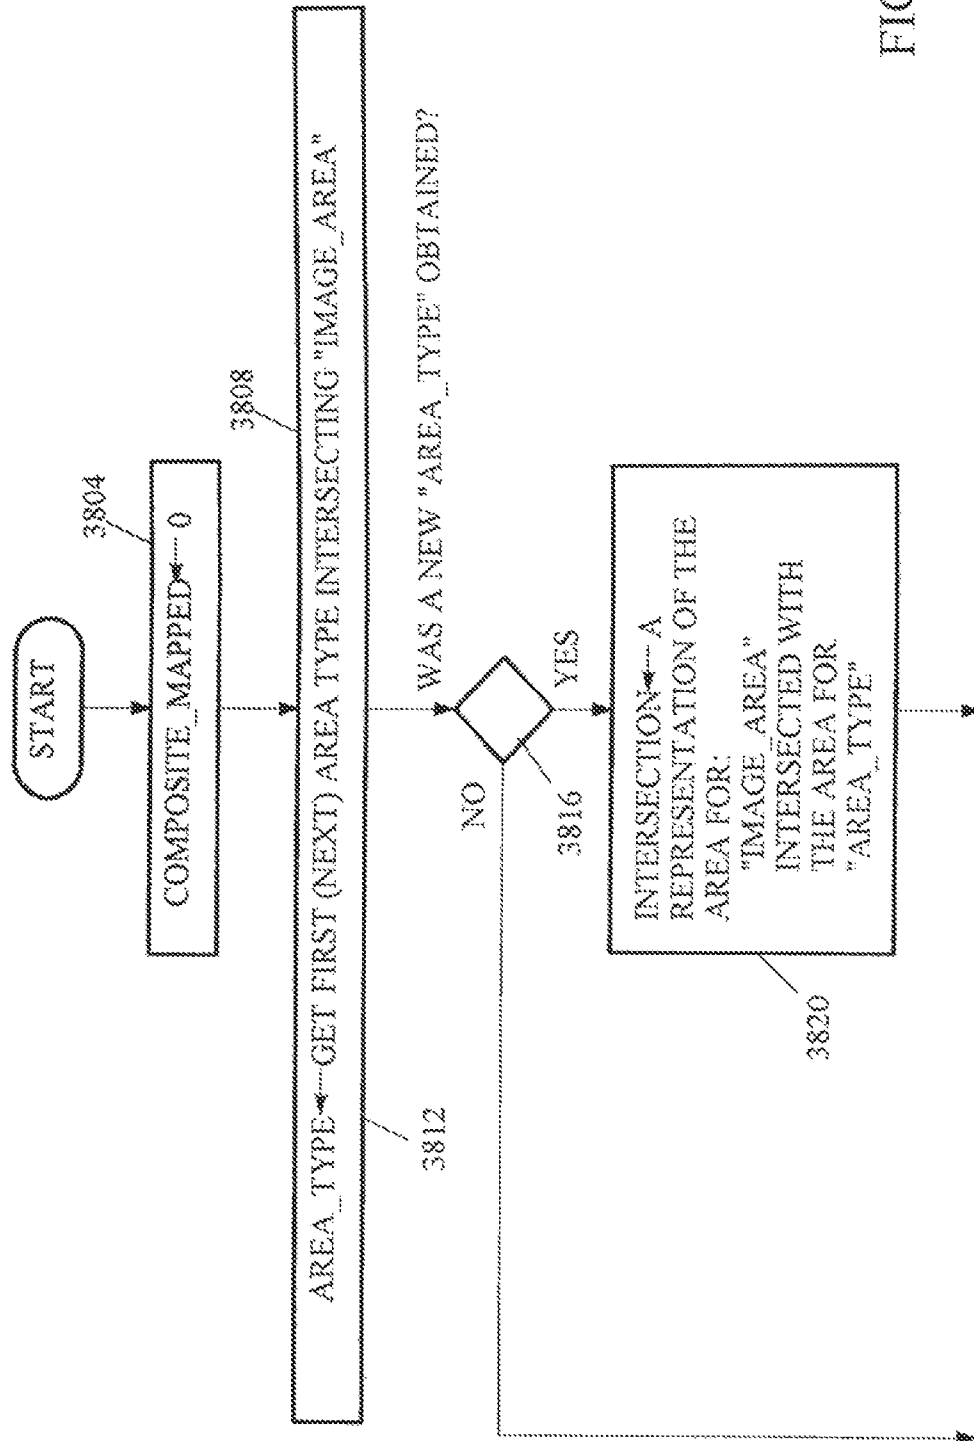 START
3804
COMPOSITE_MAPPED ← 0
3808
AREA_TYPE ← GET FIRST (NEXT) AREA TYPE INTERSECTING "IMAGE_AREA"
3812
WAS A NEW "AREA_TYPE" OBTAINED?
NO
YES
3816
INTERSECTION ← A
REPRESENTATION OF THE
AREA FOR:
"IMAGE_AREA"
INTERSECTED WITH
THE AREA FOR
"AREA_TYPE"
3820